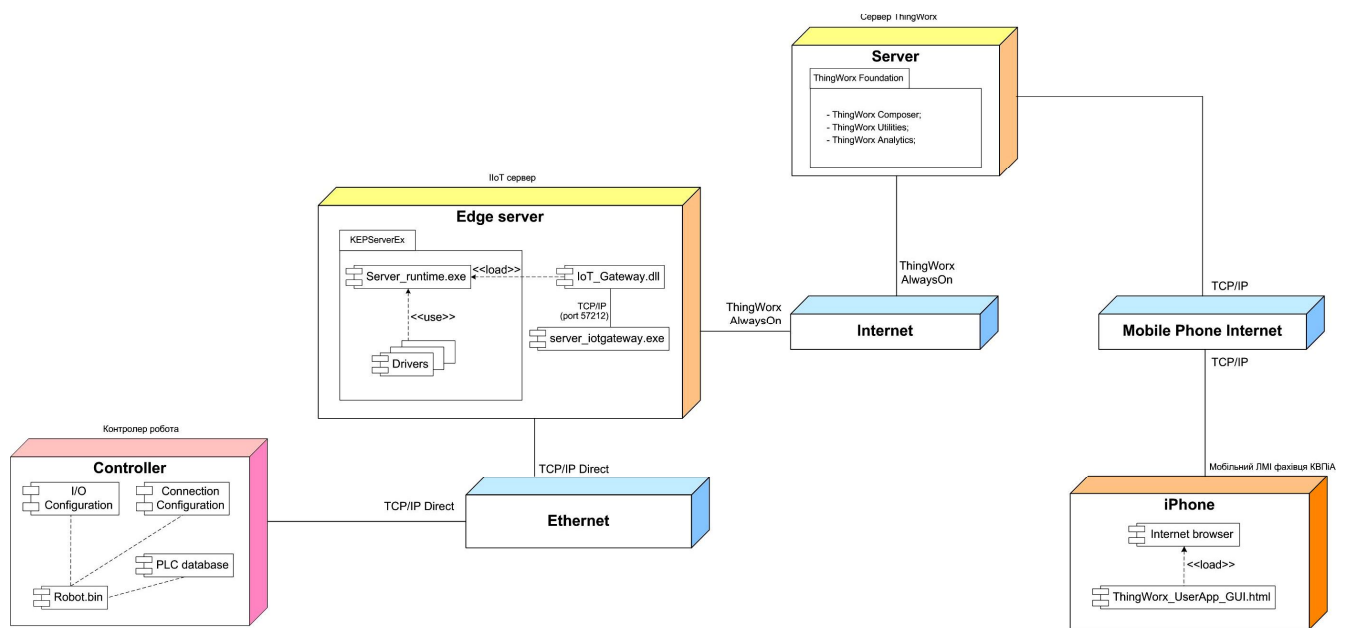 Сервер ThingWorx
Server
ThingWorx Foundation
- ThingWorx Composer;
- ThingWorx Utilities;
- ThingWorx Analytics;
IIoT сервер
Edge server
KEPServerEx
Server_runtime.exe
<<load>>
IoT_Gateway.dll
TCP/IP
(port 57212)
<<use>>
server_iotgateway.exe
Drivers
ThingWorx
AlwaysOn
ThingWorx
AlwaysOn
Internet
TCP/IP
Mobile Phone Internet
TCP/IP
Контролер робота
Controller
I/O
Configuration
Connection
Configuration
PLC database
Robot.bin
TCP/IP Direct
TCP/IP Direct
Ethernet
Мобільний ЛМІ фахівця КВПіА
iPhone
Internet browser
<<load>>
ThingWorx_UserApp_GUI.html